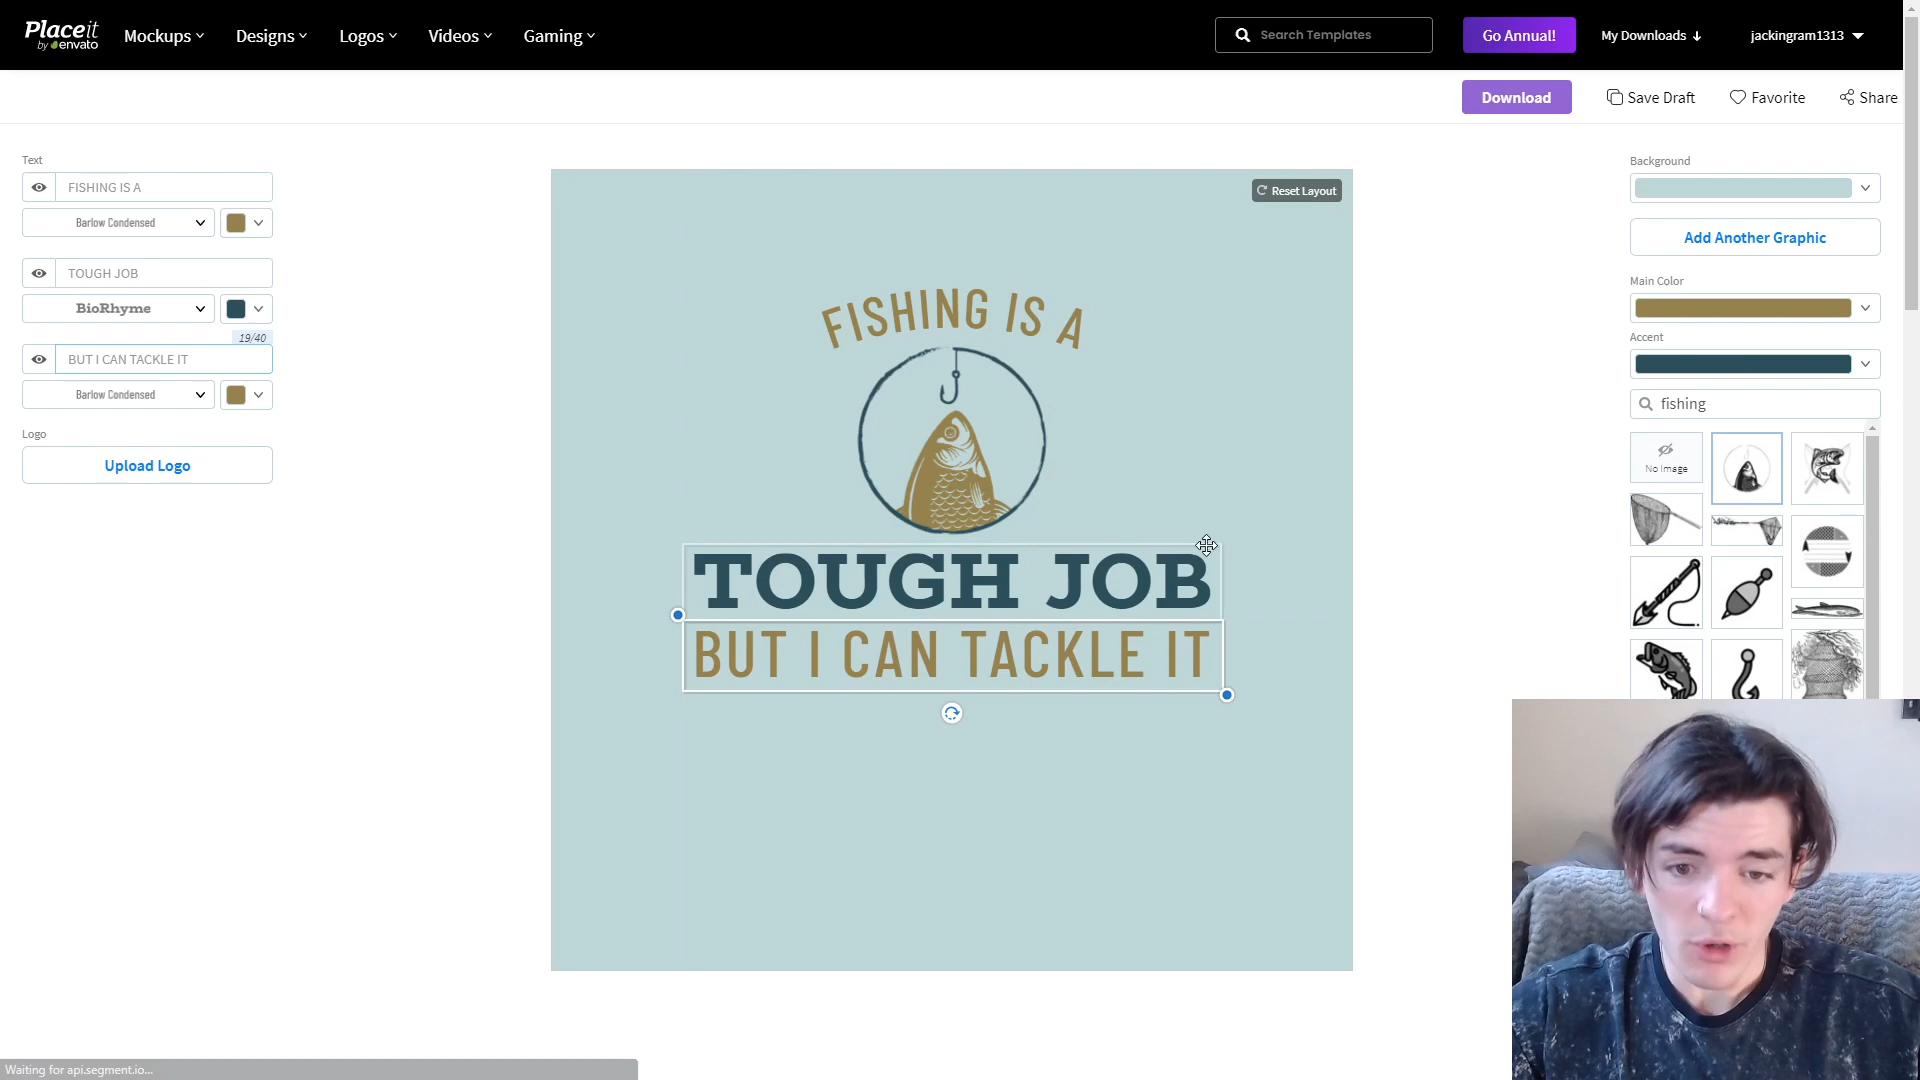 Placeit
by envato
Mockups
Designs
Logos
Videos
Gaming
Search Templates
Go Annual!
My Downloads
jackingram1313
Download
Save Draft
Favorite
Share
Text
FISHING IS A
Barlow Condensed
TOUGH JOB
BioRhyme
19/40
BUT I CAN TACKLE IT
Barlow Condensed
Logo
Upload Logo
Reset Layout
FISHING IS A
TOUGH JOB
BUT I CAN TACKLE IT
Background
Add Another Graphic
Main Color
Accent
fishing
No Image
Waiting for api.segment.io...